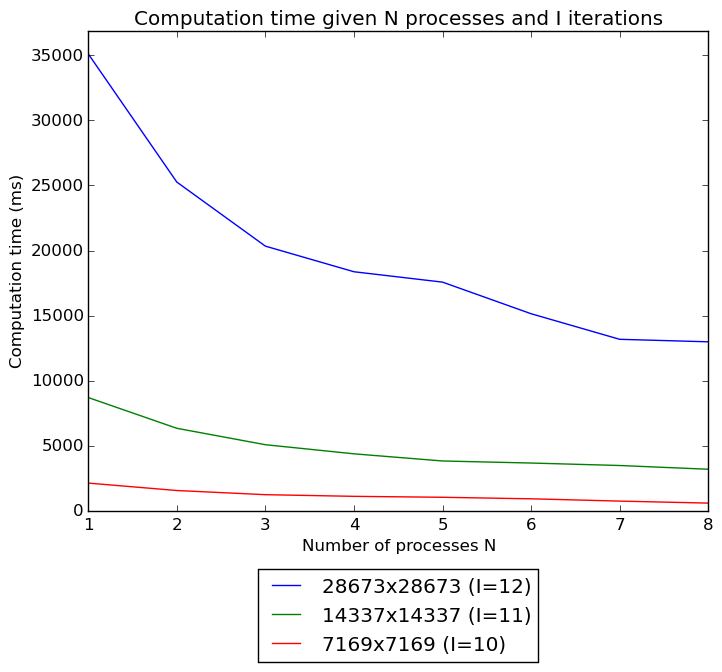 Computation time given N processes and I iterations
35000
30000
25000
20000
15000
10000
5000
0
Computation time (ms)
1 2 3 4 5 6 7 8
Number of processes N
28673x28673 (I=12)
14337x14337 (I=11)
7169x7169 (I=10)